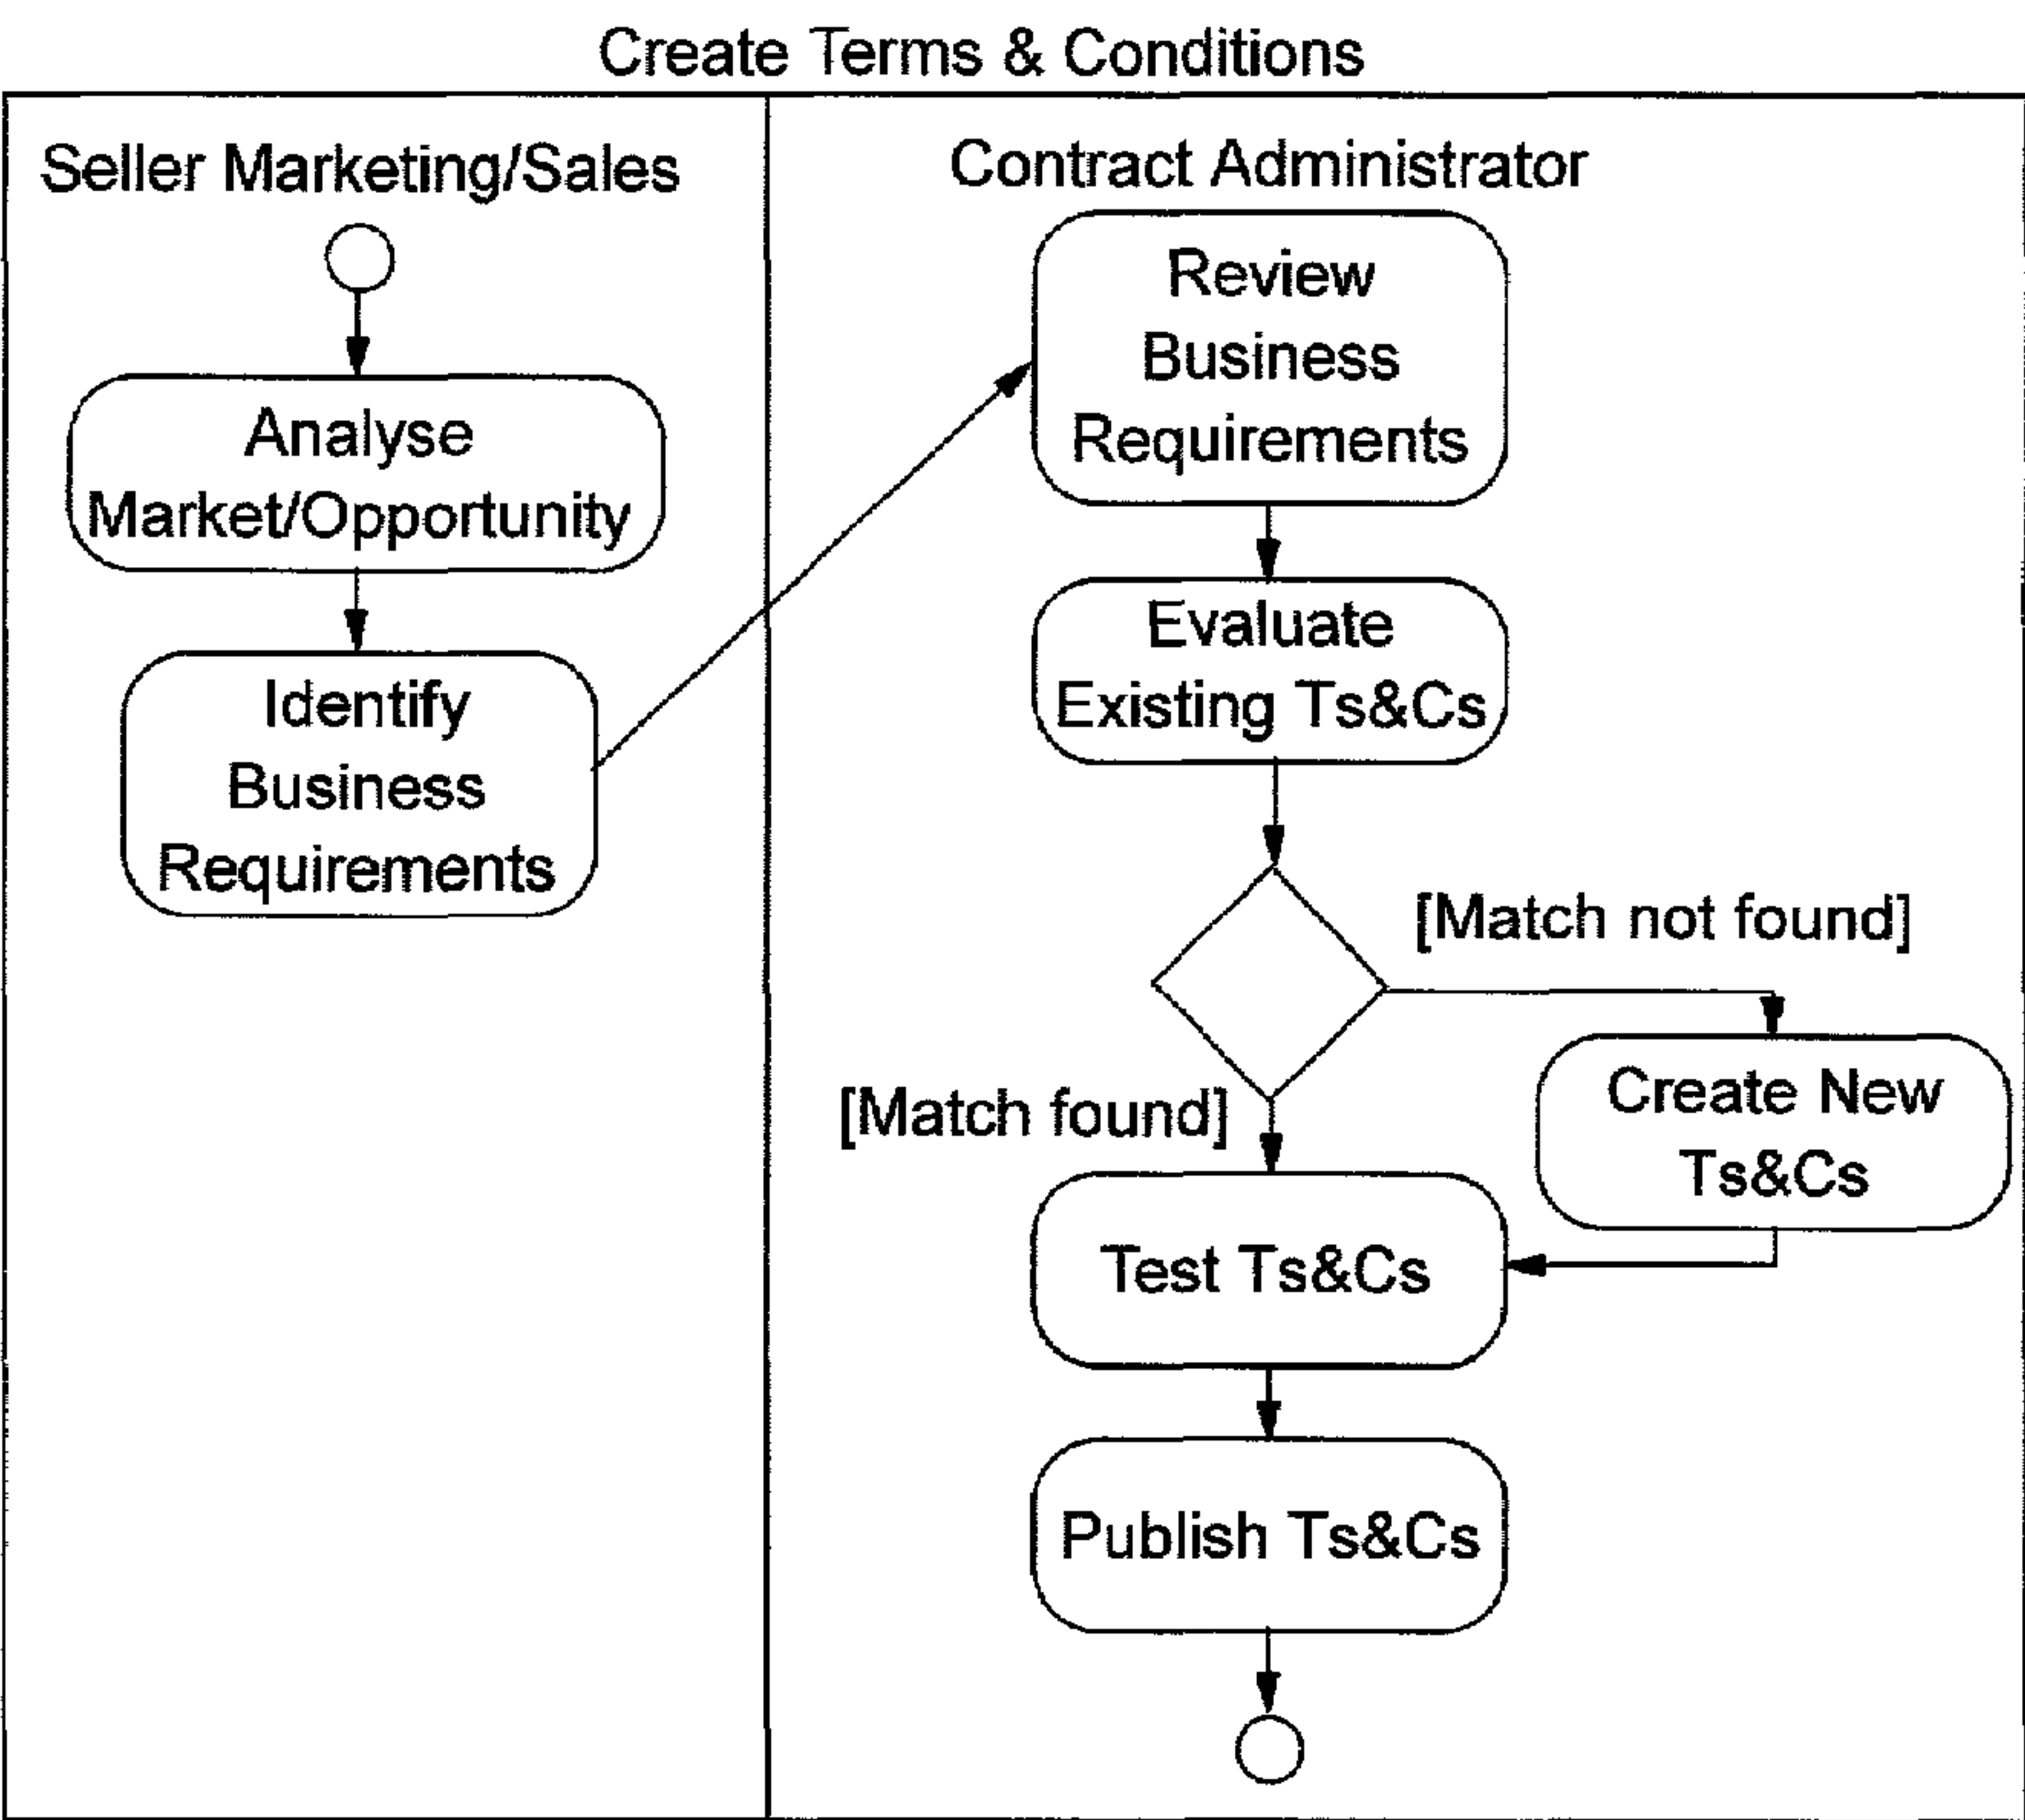 Create Terms & Conditions
Seller Marketing/Sales
Analyse
Market/Opportunity
Identify
Business
Requirements
Contract Administrator
Review
Business
Requirements
Evaluate
Existing Ts&Cs
[Match not found]
[Match found]
Create New
Ts&Cs
Test Ts&Cs
Publish Ts&Cs